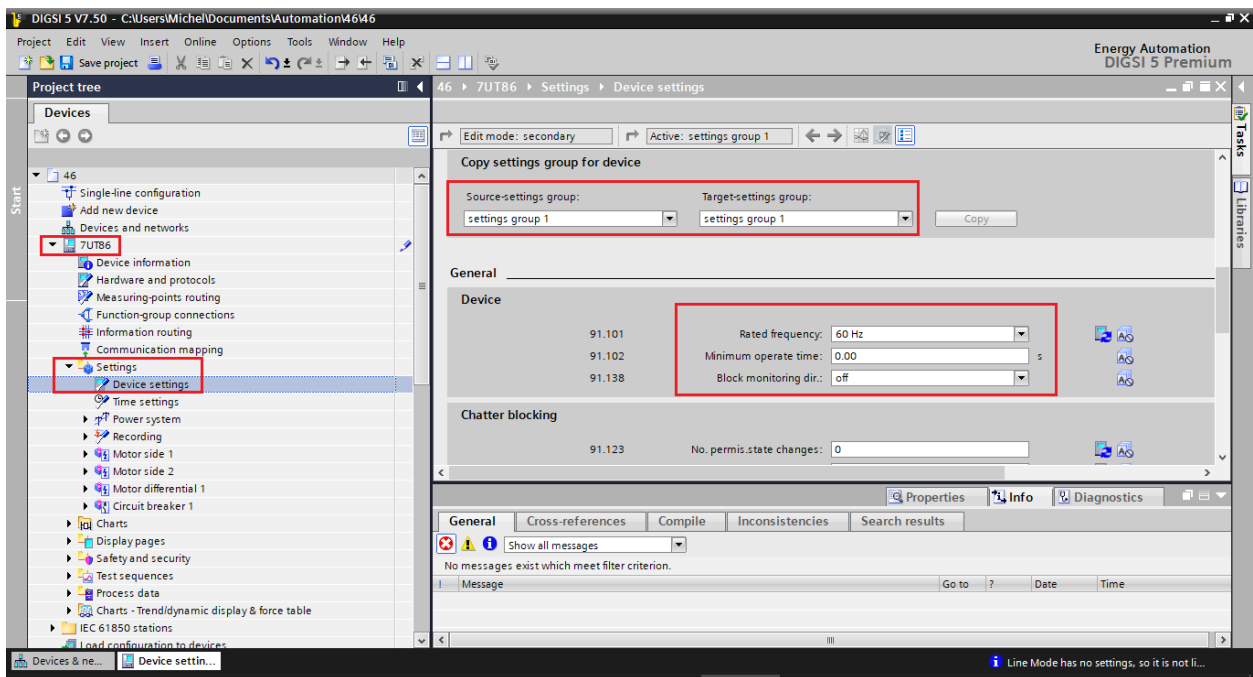 DIGSI 5 V7.50 - C:\Users\Michel\Documents\Automation\46\46
Project Edit View Insert Online Options Tools Window Help
Energy Automation
DIGSI 5 Premium
Save project
Project tree
46 ▸ 7UT86 ▸ Settings ▸ Device settings
Devices
Start
46
Single-line configuration
Add new device
Devices and networks
7UT86
Device information
Hardware and protocols
Measuring-points routing
Function-group connections
Information routing
Communication mapping
Settings
Device settings
Time settings
Power system
Recording
Motor side 1
Motor side 2
Motor differential 1
Circuit breaker 1
Charts
Display pages
Safety and security
Test sequences
Process data
Charts - Trend/dynamic display & force table
IEC 61850 stations
Load configuration to devices
Edit mode: secondary
Active: settings group 1
Copy settings group for device
Source-settings group: Target-settings group:
settings group 1 settings group 1 Copy
General
Device
91.101 Rated frequency: 60 Hz
91.102 Minimum operate time: 0.00 s
91.138 Block monitoring dir.: off
Chatter blocking
91.123 No. permis.state changes: 0
Tasks
Libraries
Properties Info Diagnostics
General Cross-references Compile Inconsistencies Search results
Show all messages
No messages exist which meet filter criterion.
! Message Go to ? Date Time
Devices & ne... Device settin...
Line Mode has no settings, so it is not li...